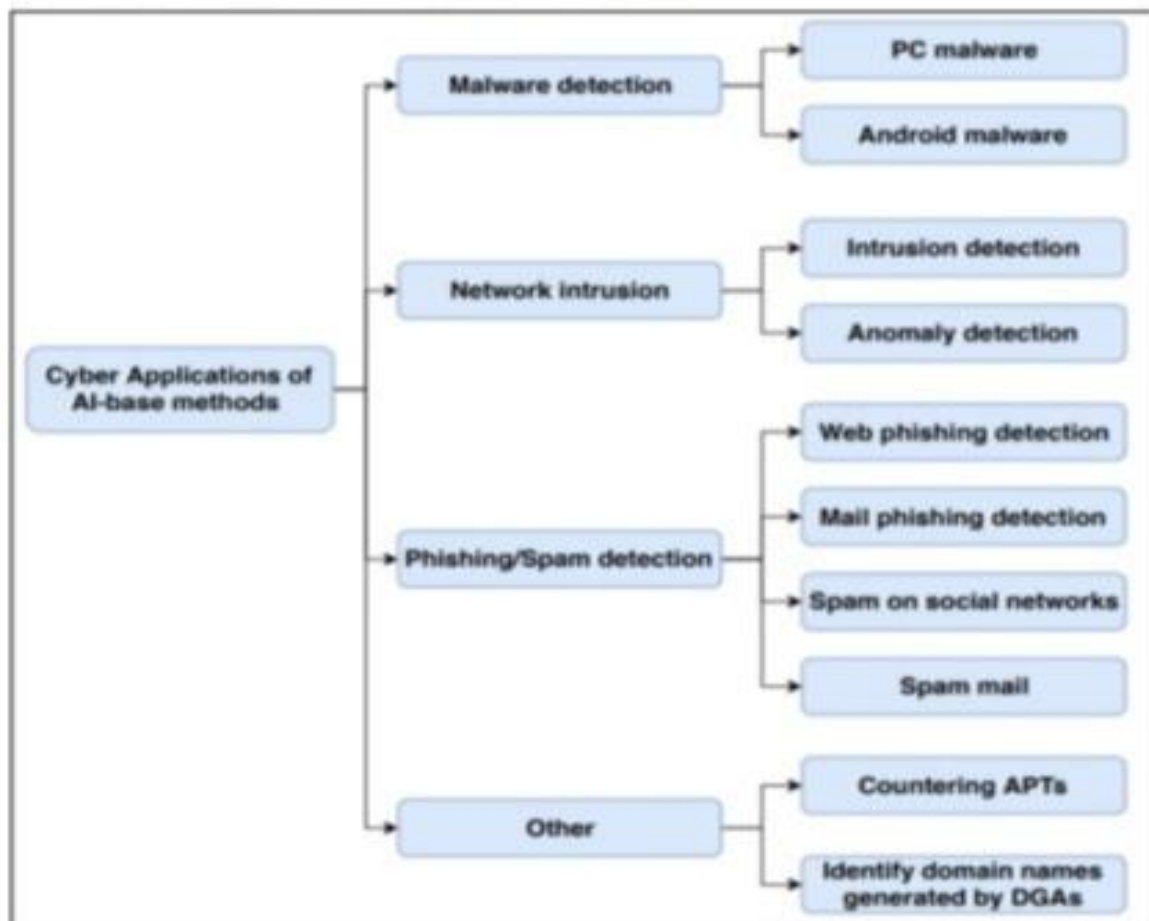 PC malware
Malware detection
Android malware
Intrusion detection
Network intrusion
Anomaly detection
Cyber Applications of
AI-base methods
Web phishing detection
Mail phishing detection
Phishing/Spam detection
Spam on social networks
Spam mail
Countering APTs
Other
Identify domain names
generated by DGAs